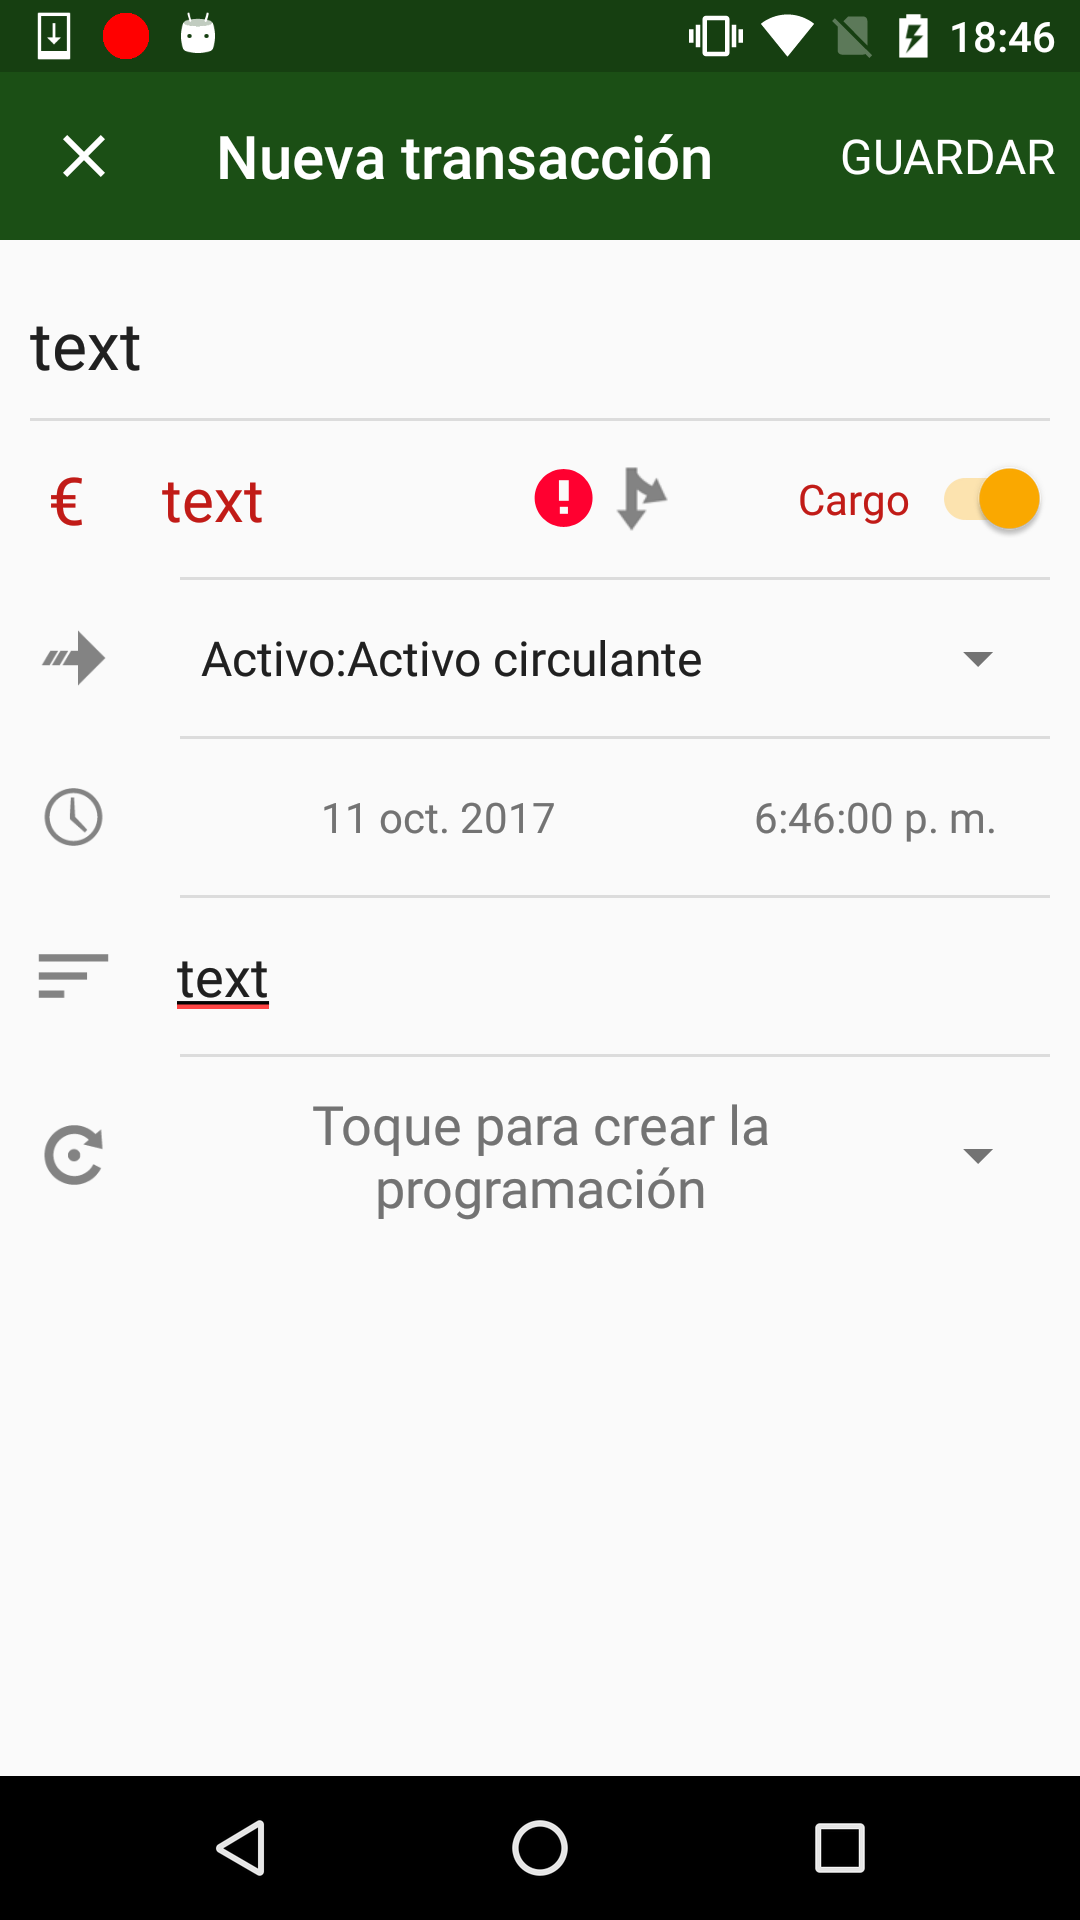 18:46
Nueva transacción
GUARDAR
text
€ text Cargo
Activo:Activo circulante
11 oct. 2017 6:46:00 p. m.
text
Toque para crear la
programación